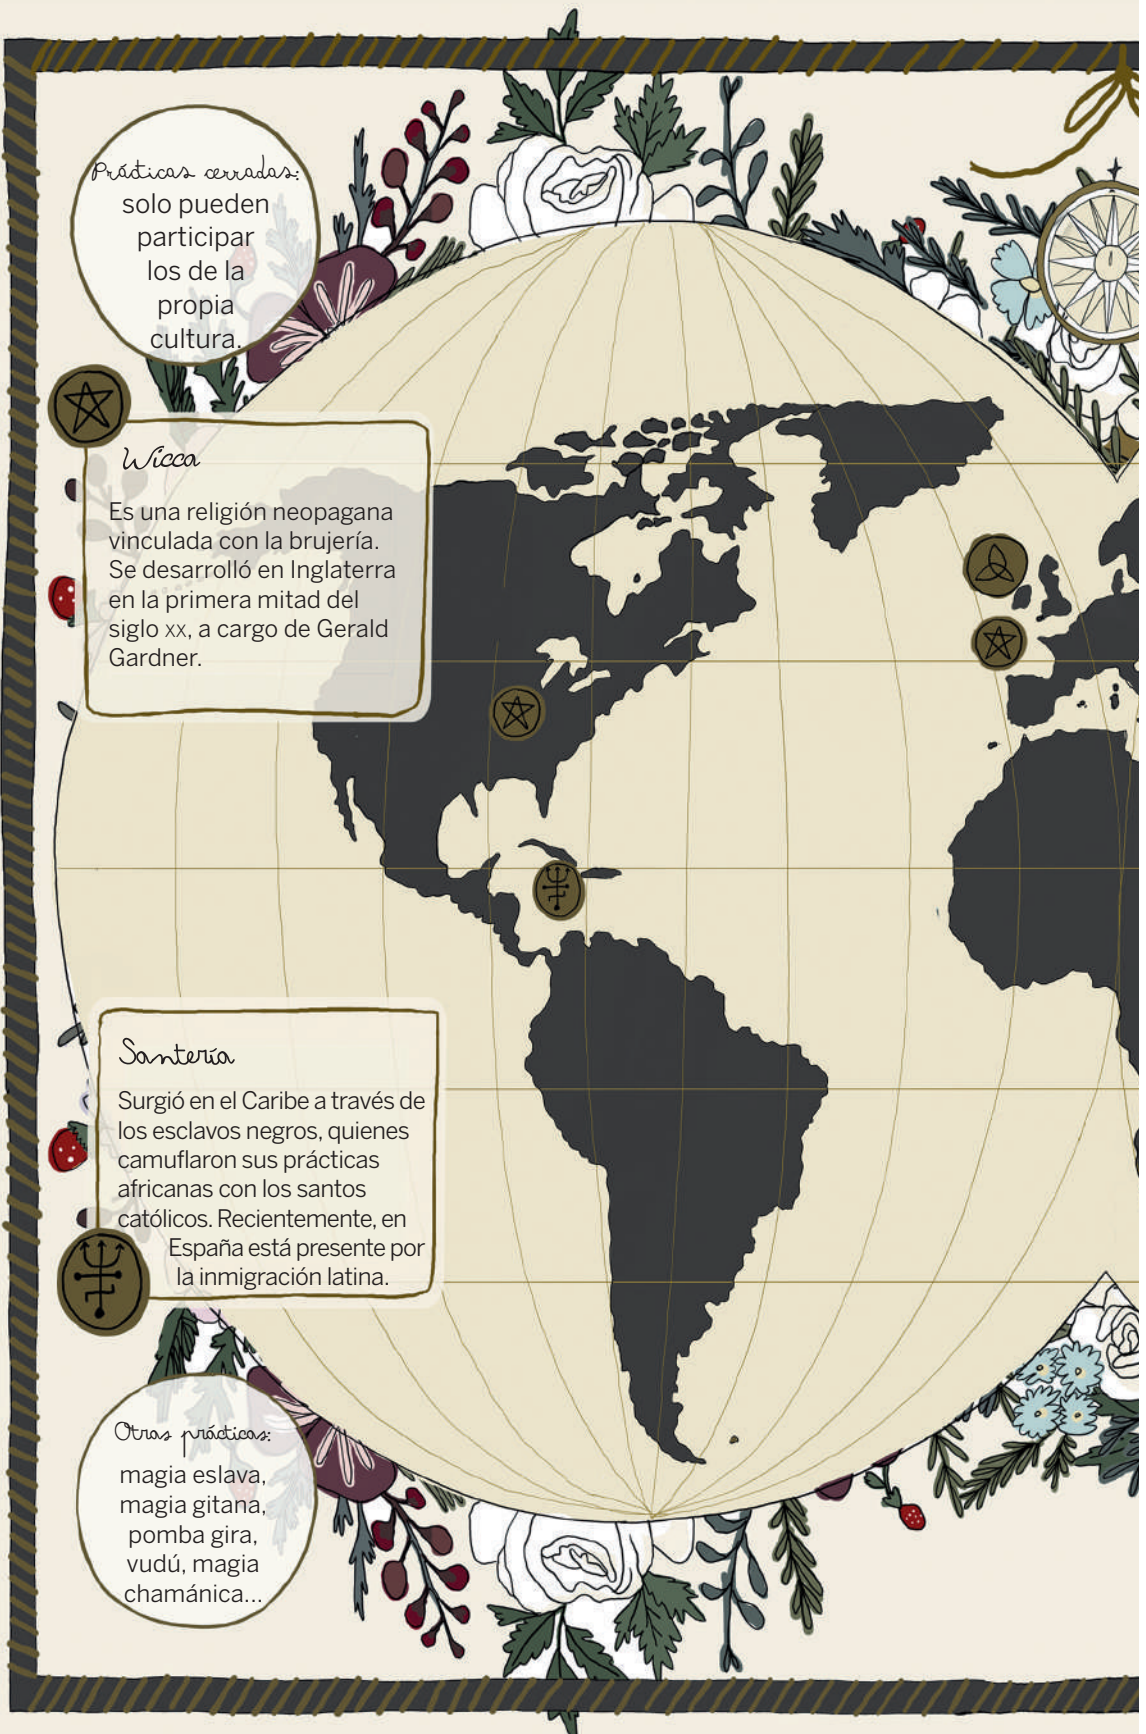 Prácticas cerradas:
solo pueden
participar
los de la
propia
cultura.
Wicca
Es una religión neopagana
vinculada con la brujería.
Se desarrolló en Inglaterra
en la primera mitad del
siglo xx, a cargo de Gerald
Gardner.
Santería
Surgió en el Caribe a través de
los esclavos negros, quienes
camuflaron sus prácticas
africanas con los santos
católicos. Recientemente, en
España está presente por
la inmigración latina.
Otras prácticas:
magia eslava,
magia gitana,
pomba gira,
vudú, magia
chamánica...